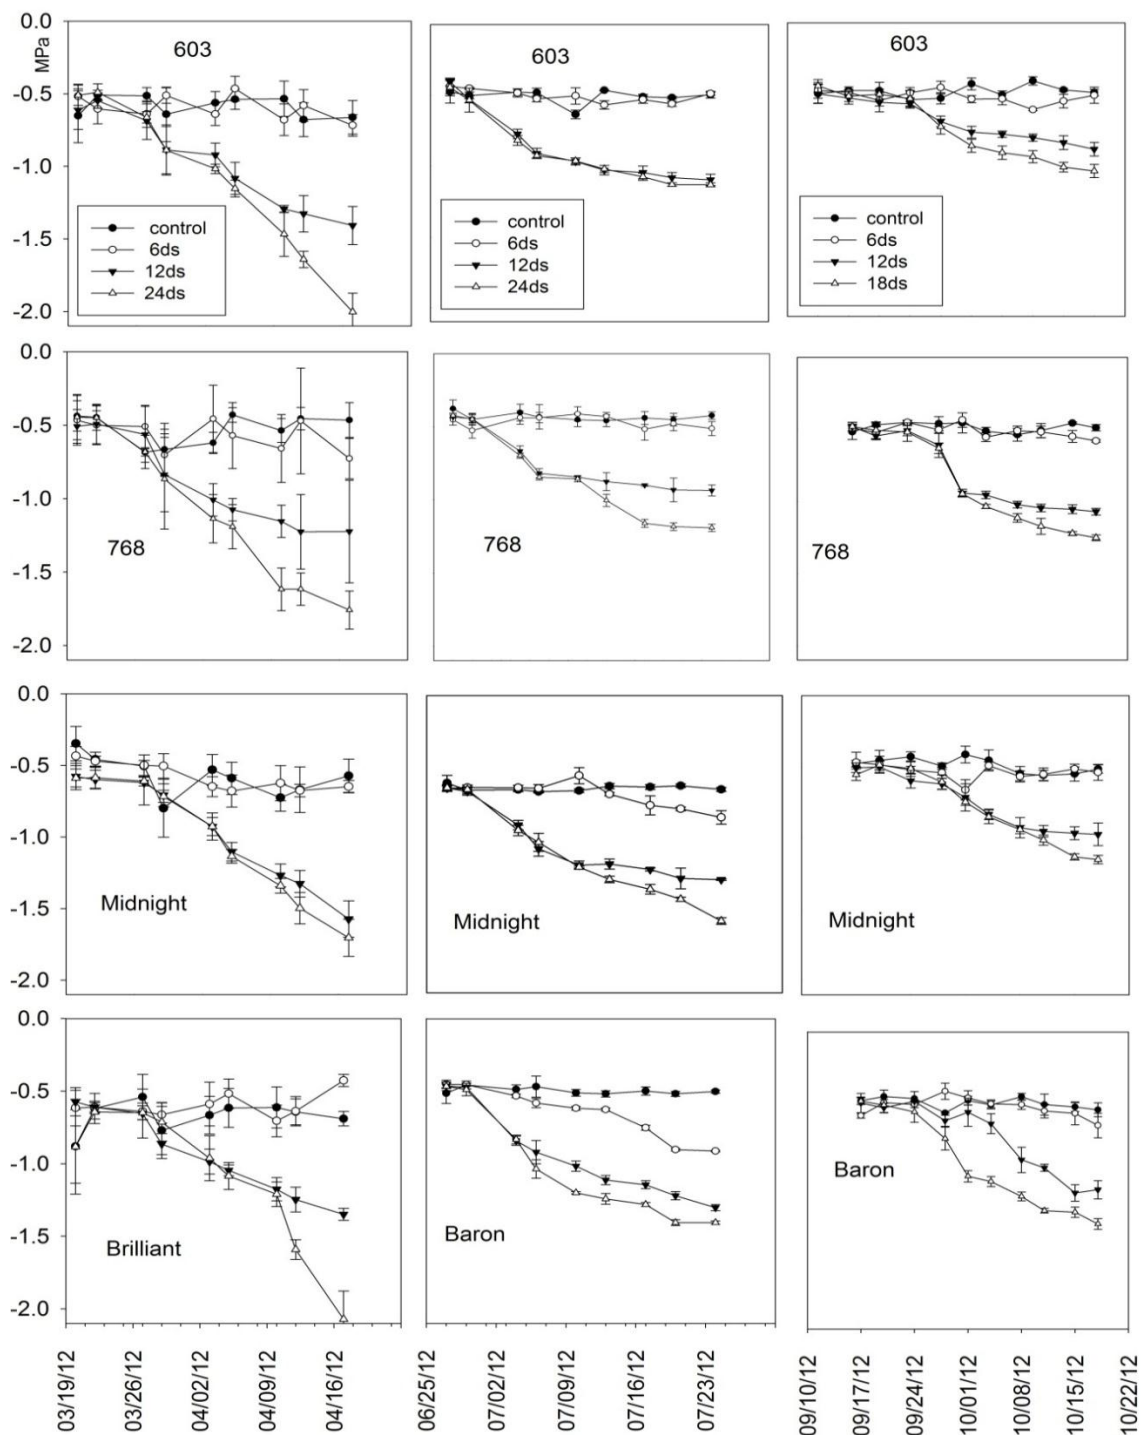 0.0
MPa
-0.5
-1.0
-1.5
-2.0
603
control
6ds
12ds
24ds
603
control
6ds
12ds
24ds
603
control
6ds
12ds
18ds
0.0
-0.5
-1.0
-1.5
-2.0
768
768
768
0.0
-0.5
-1.0
-1.5
-2.0
Midnight
Midnight
Midnight
0.0
-0.5
-1.0
-1.5
-2.0
Brilliant
Baron
Baron
03/19/12
03/26/12
04/02/12
04/09/12
04/16/12
06/25/12
07/02/12
07/09/12
07/16/12
07/23/12
09/10/12
09/17/12
09/24/12
10/01/12
10/08/12
10/15/12
10/22/12